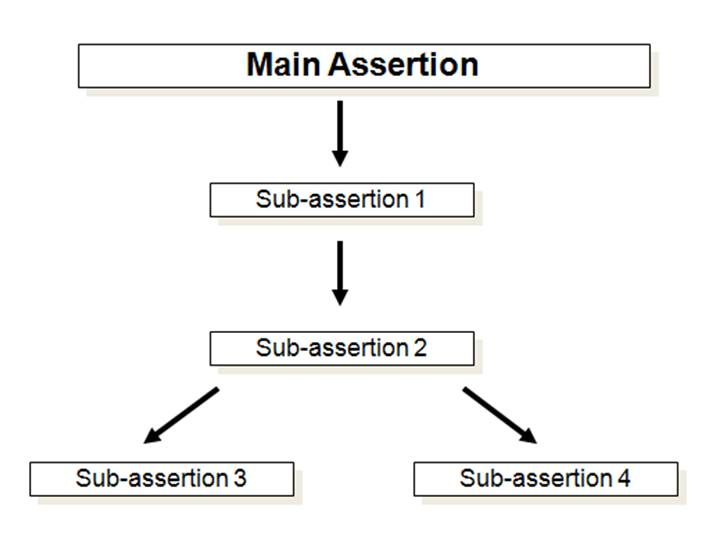 Main Assertion
Sub-assertion 1
Sub-assertion 2
Sub-assertion 3
Sub-assertion 4